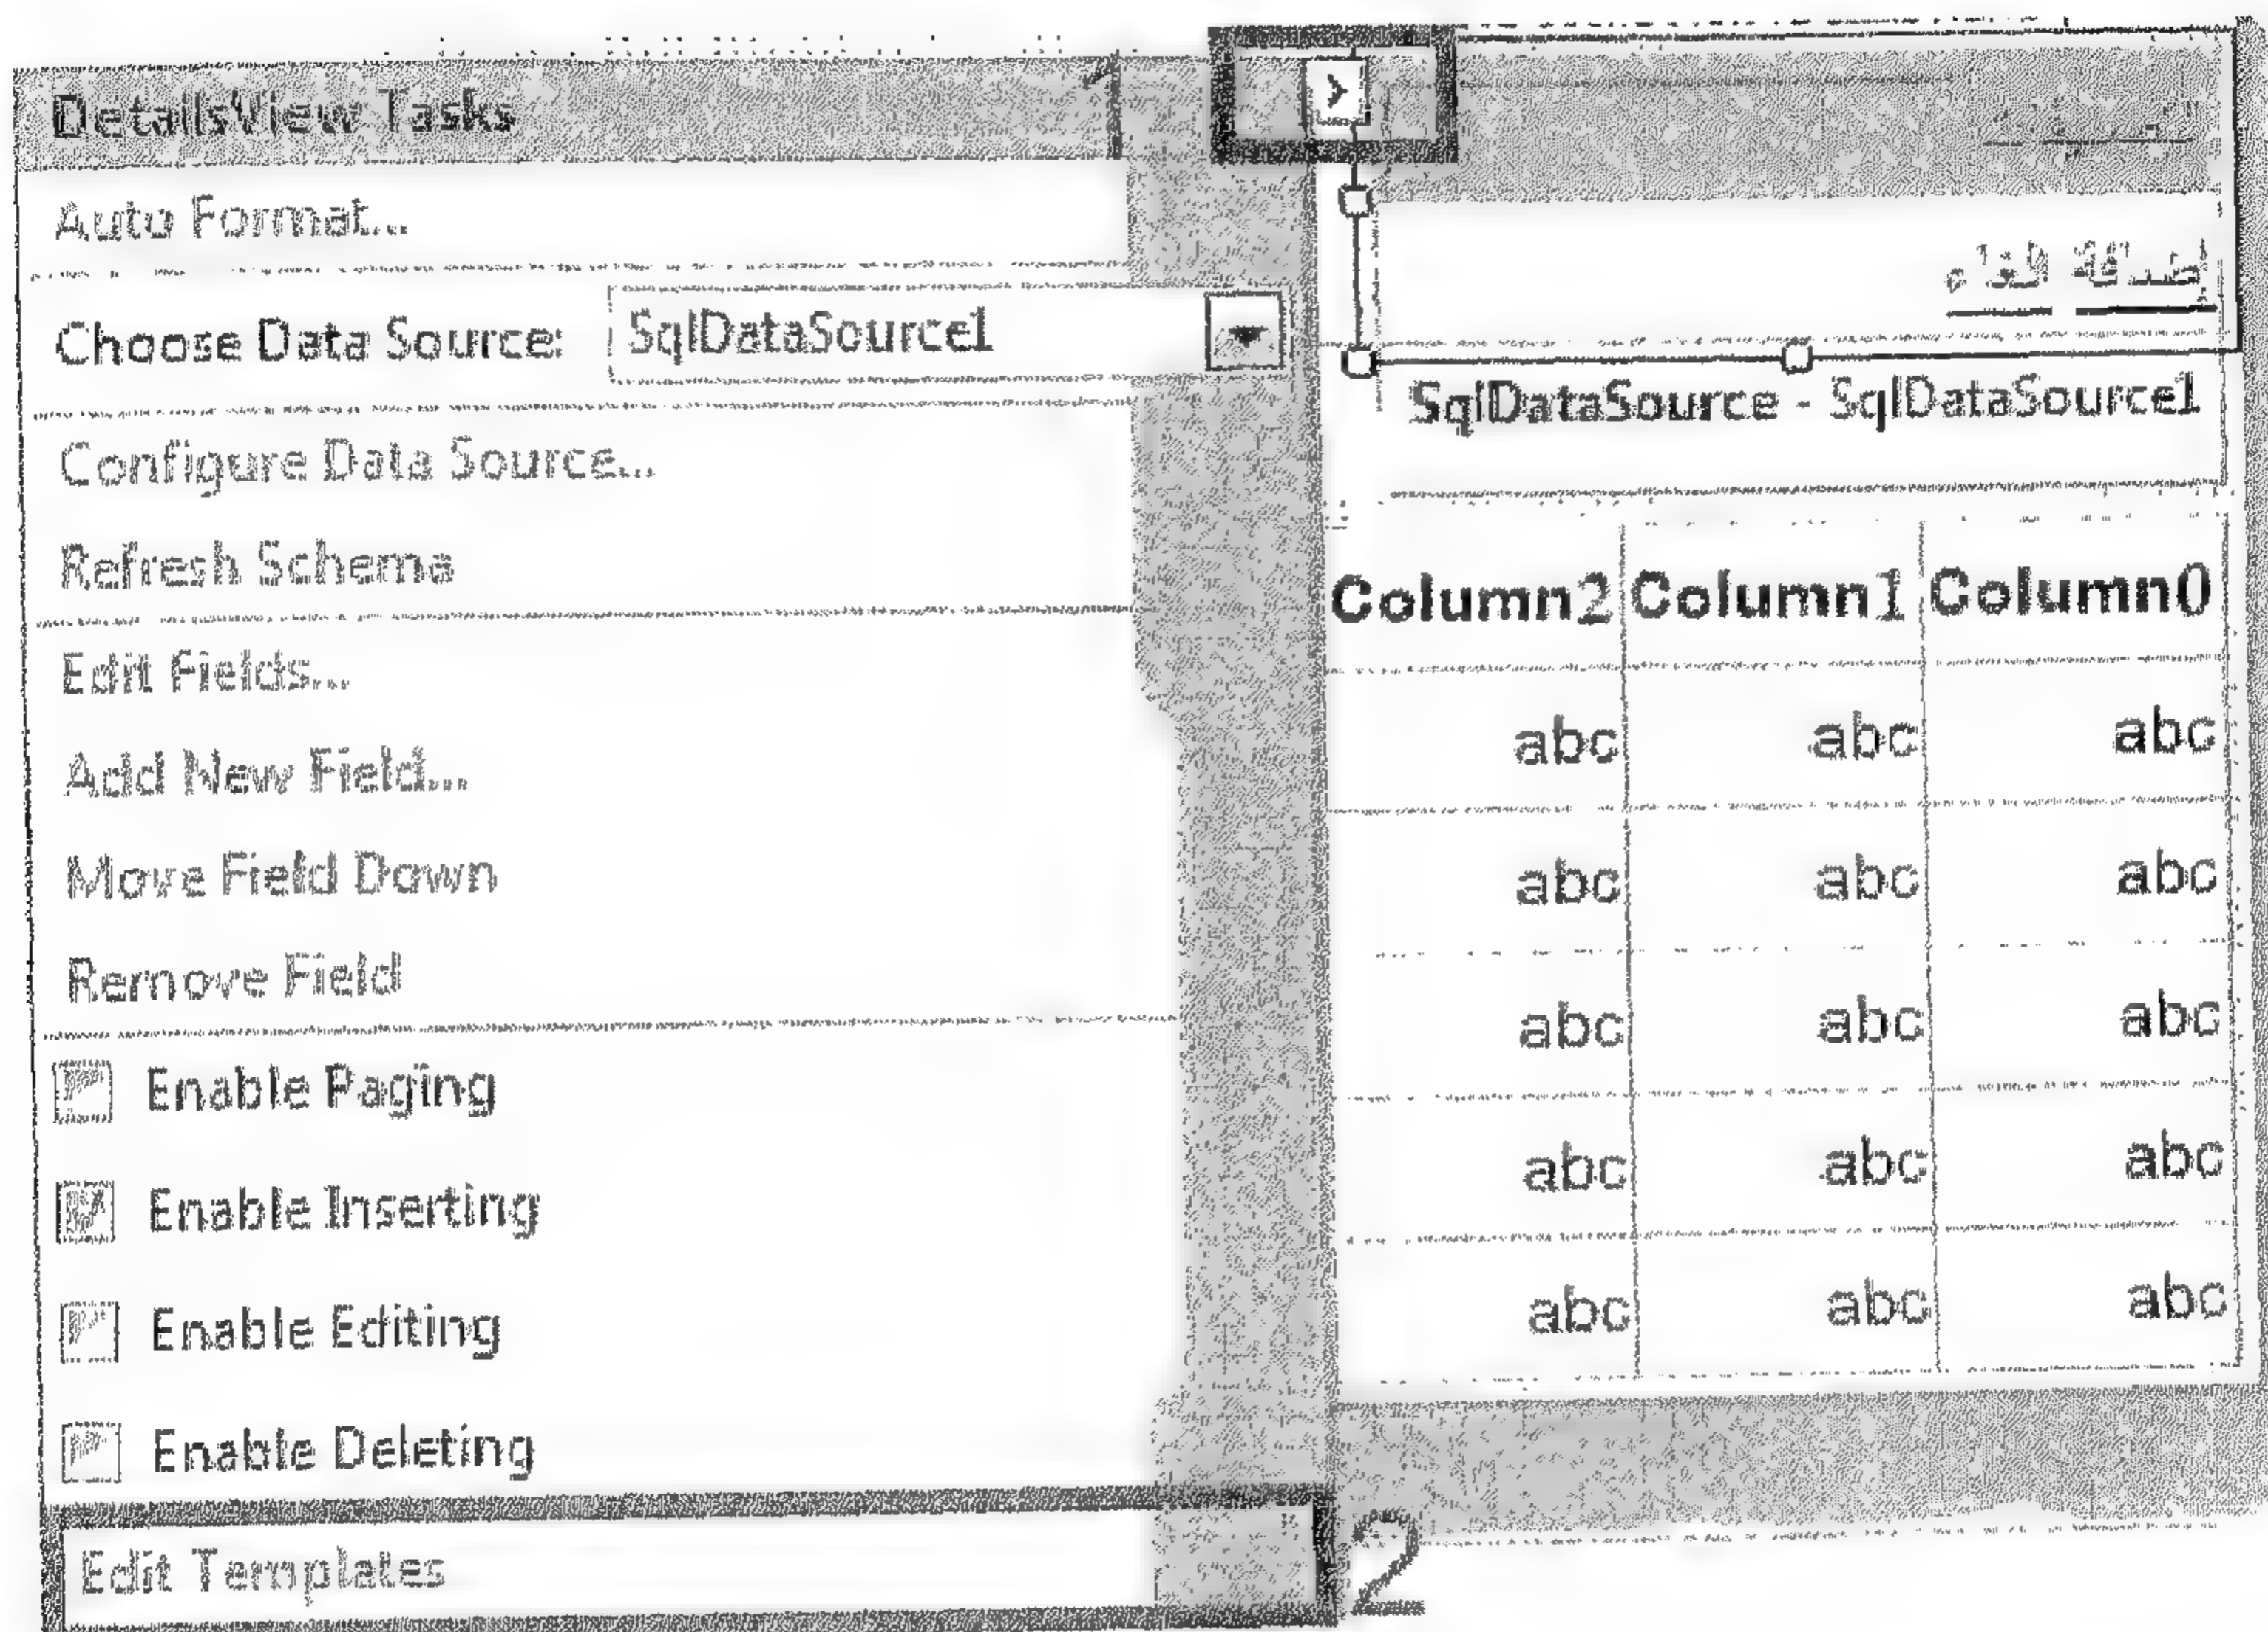 DetailsView Tasks
Auto Format...
Choose Data Source: SqlDataSource1
Configure Data Source...
Refresh Schema
Edit Fields...
Add New Field...
Move Field Down
Remove Field
Enable Paging
Enable Inserting
Enable Editing
Enable Deleting
Edit Templates
2
إضافة
SqlDataSource - SqlDataSource1
Column2 Column1 Column0
abc abc abc
abc abc abc
abc abc abc
abc abc abc
abc abc abc